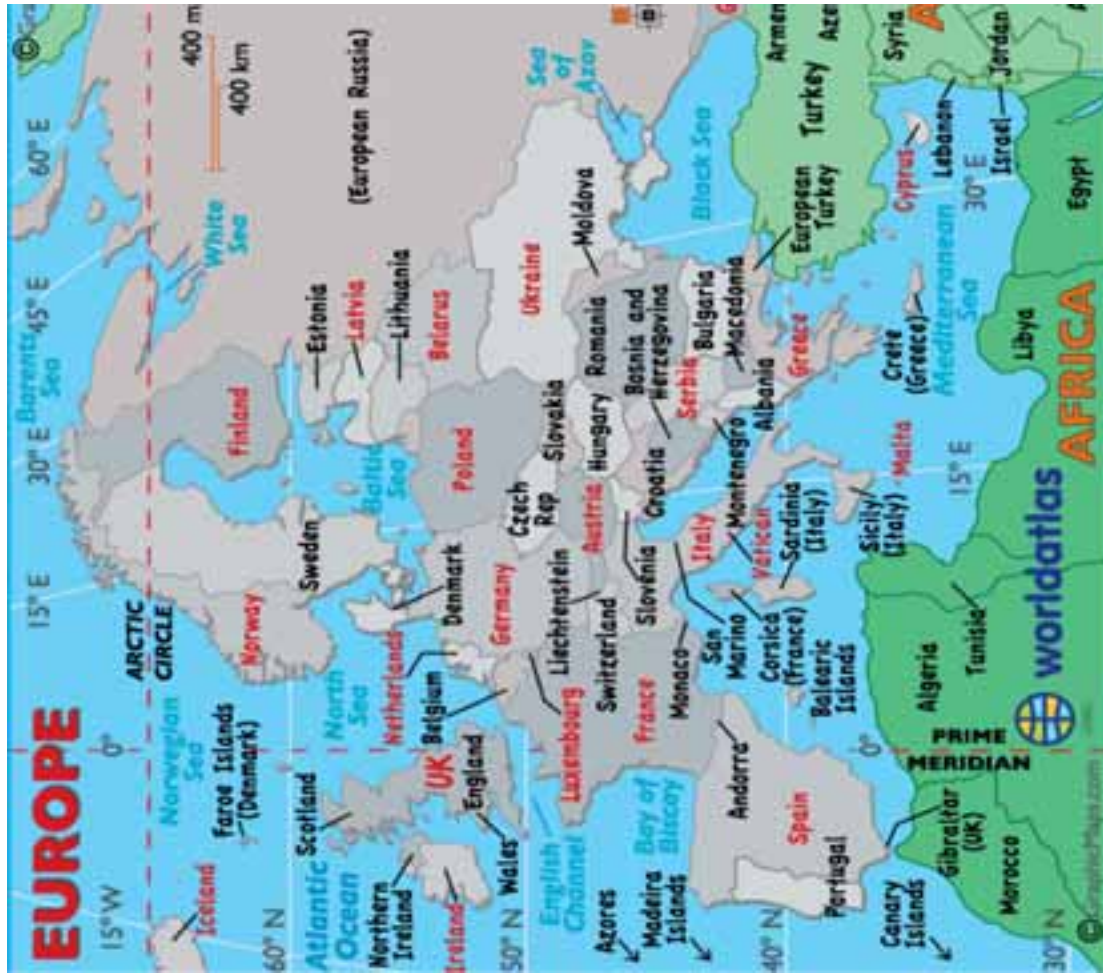 EUROPE
15° W
0°
15° E
30° E
45° E
60° E
Barents
Sea
Norwegian
Sea
ARCTIC
CIRCLE
White
Sea
400 km
Iceland
Faroe Islands
(Denmark)
Norway
Finland
60° N
Sweden
Estonia
Latvia
Lithuania
(European Russia)
Atlantic
Ocean
Scotland
North
Sea
Baltic
Sea
Northern
Ireland
Ireland
UK
England
Wales
Netherlands
Denmark
Belgium
Germany
Poland
Belarus
50° N
English
Channel
Luxembourg
Liechtenstein
Czech
Rep
Slovakia
Ukraine
Sea
of
Azov
Switzerland
Austria
Hungary
Romania
Moldova
Bay of
Biscay
France
Monaco
Slovenia
Croatia
Bosnia and
Herzegovina
Serbia
Black Sea
Azores
Madeira
Islands
Andorra
San
Marino
Italy
Montenegro
Bulgaria
Macedonia
Corsica
(France)
Vatican
Albania
Sardinia
(Italy)
Greece
European
Turkey
Turkey
Armen
Aze
40° N
Spain
Portugal
Balearic
Islands
0°
Sicily
(Italy)
Malta
Crete
(Greece)
Cyprus
Syria
Lebanon
Israel
Jordan
Canary
Islands
Gibraltar
(UK)
PRIME
MERIDIAN
Algeria
Tunisia
15° E
Mediterranean
Sea
30° E
Morocco
Libya
Egypt
30° N
worldatlas
AFRICA
©GraphicMaps.com